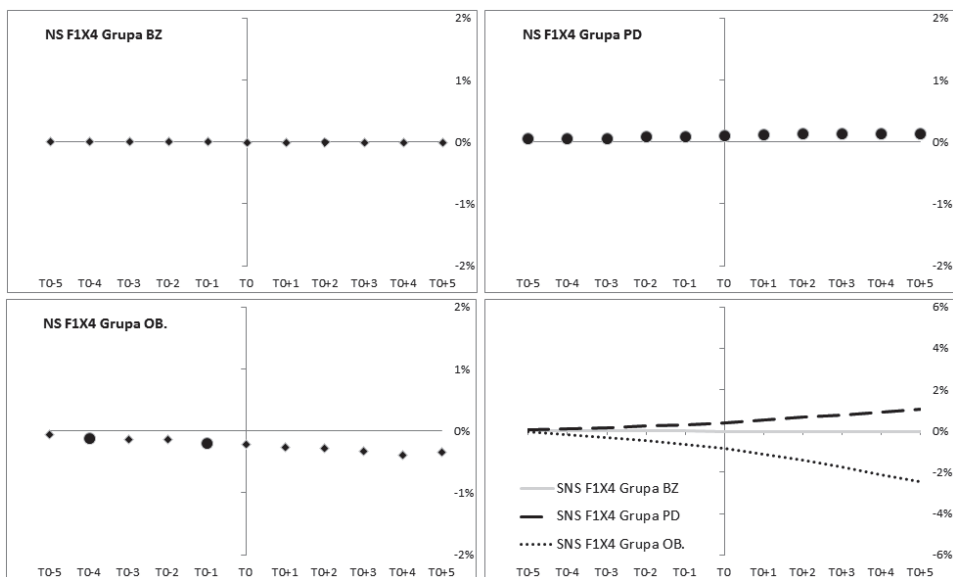 NS F1X4 Grupa BZ
2%
1%
0%
-1%
-2%
T0-5 T0-4 T0-3 T0-2 T0-1 T0 T0+1 T0+2 T0+3 T0+4 T0+5
NS F1X4 Grupa PD
2%
1%
0%
-1%
-2%
T0-5 T0-4 T0-3 T0-2 T0-1 T0 T0+1 T0+2 T0+3 T0+4 T0+5
NS F1X4 Grupa OB.
2%
1%
0%
-1%
-2%
T0-5 T0-4 T0-3 T0-2 T0-1 T0 T0+1 T0+2 T0+3 T0+4 T0+5
6%
4%
2%
0%
-2%
-4%
-6%
SNS F1X4 Grupa BZ
SNS F1X4 Grupa PD
SNS F1X4 Grupa OB.
T0-5 T0-4 T0-3 T0-2 T0-1 T0 T0+1 T0+2 T0+3 T0+4 T0+5